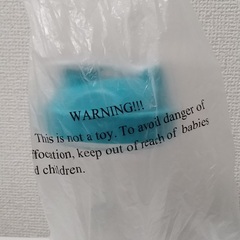 WARNING!!!
This is not a toy. To avoid danger of
ffocation, keep out of reach of babies
d children.